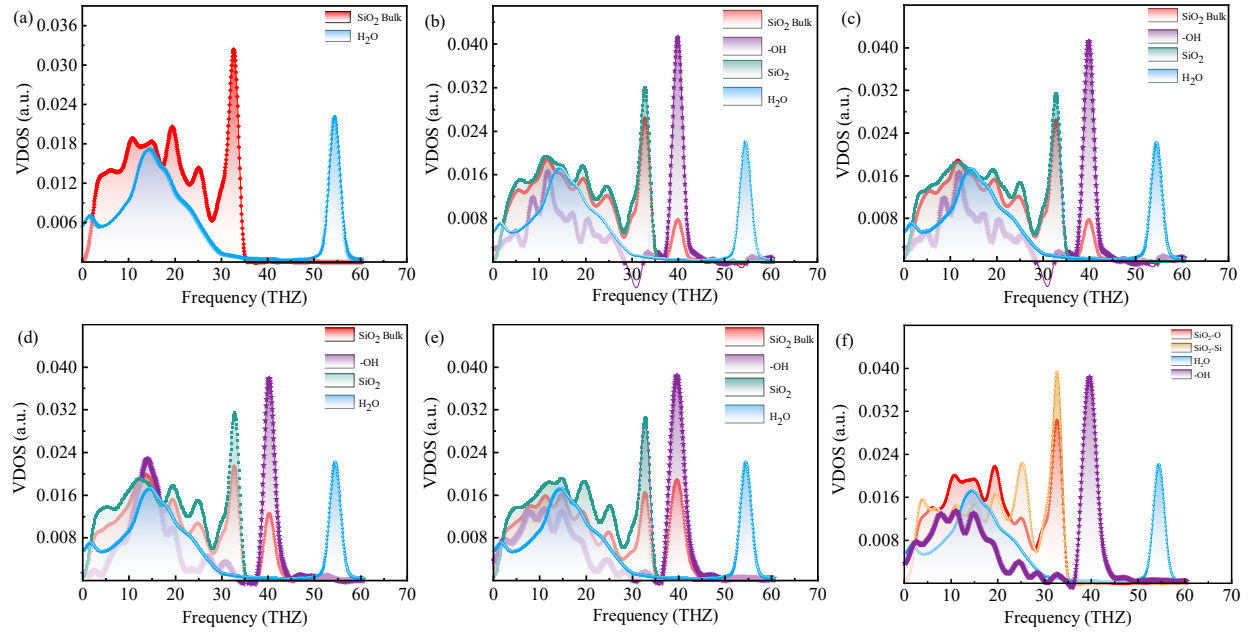 (a)
SiO2 Bulk
H2O
0.036
0.030
0.024
0.018
0.012
0.006
VDOS (a.u.)
0 10 20 30 40 50 60 70
Frequency (THZ)
(b)
SiO2 Bulk
-OH
SiO2
H2O
0.040
0.032
0.024
0.016
0.008
VDOS (a.u.)
0 10 20 30 40 50 60 70
Frequency (THZ)
(c)
SiO2 Bulk
-OH
SiO2
H2O
0.040
0.032
0.024
0.016
0.008
VDOS (a.u.)
0 10 20 30 40 50 60 70
Frequency (THZ)
(d)
SiO2 Bulk
-OH
SiO2
H2O
0.040
0.032
0.024
0.016
0.008
VDOS (a.u.)
0 10 20 30 40 50 60 70
Frequency (THZ)
(e)
SiO2 Bulk
-OH
SiO2
H2O
0.040
0.032
0.024
0.016
0.008
VDOS (a.u.)
0 10 20 30 40 50 60 70
Frequency (THZ)
(f)
SiO2-O
SiO2-Si
H2O
-OH
0.040
0.032
0.024
0.016
0.008
VDOS (a.u.)
0 10 20 30 40 50 60 70
Frequency (THZ)